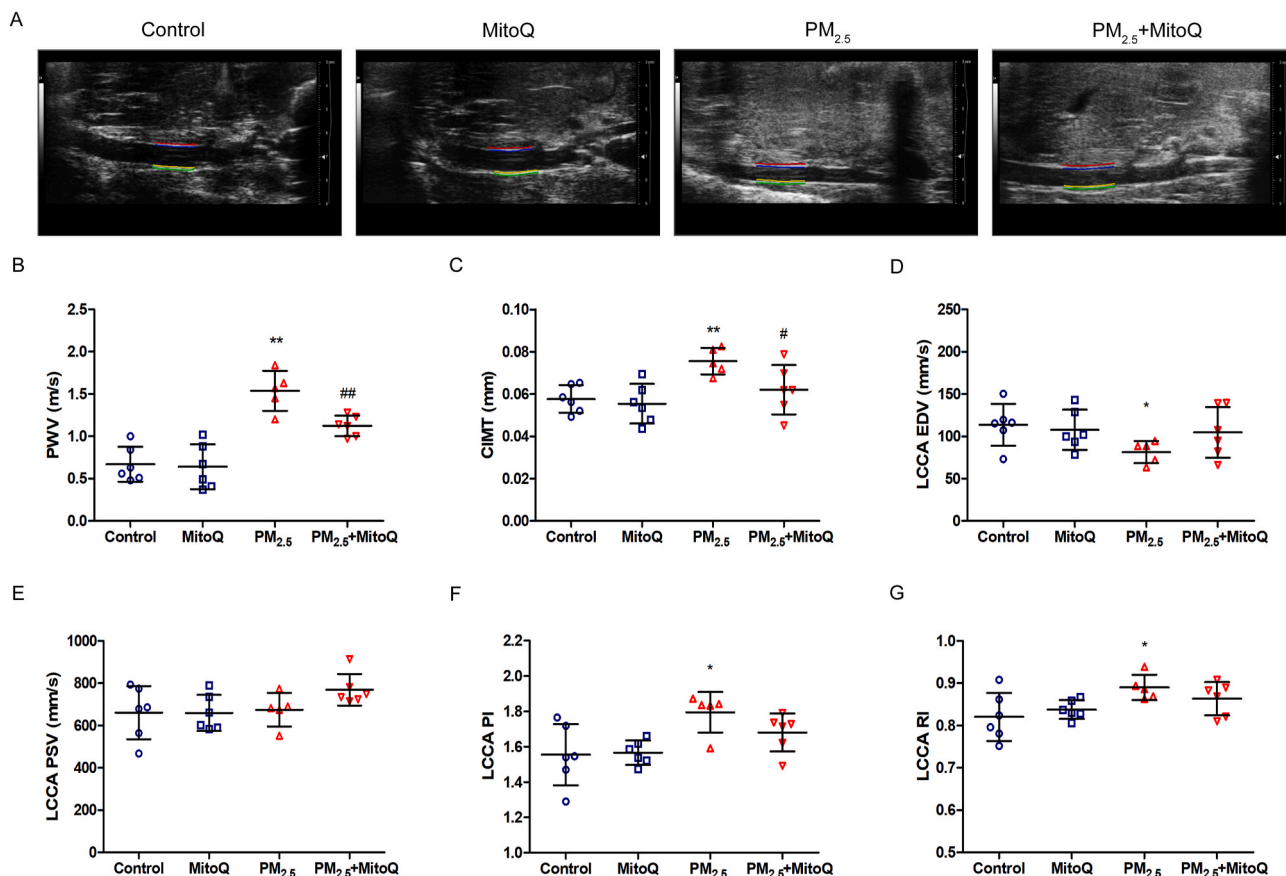 A
Control
MitoQ
PM2.5
PM2.5+MitoQ
B
PWV (m/s)
2.5
2.0
1.5
1.0
0.5
0.0
**
##
Control MitoQ PM2.5 PM2.5+MitoQ
C
CIMT (mm)
0.10
0.08
0.06
0.04
0.02
0.00
**
#
Control MitoQ PM2.5 PM2.5+MitoQ
D
LCCA EDV (mm/s)
250
200
150
100
50
0
*
Control MitoQ PM2.5 PM2.5+MitoQ
E
LCCA PSV (mm/s)
1000
800
600
400
200
0
Control MitoQ PM2.5 PM2.5+MitoQ
F
LCCA PI
2.2
2.0
1.8
1.6
1.4
1.2
1.0
*
Control MitoQ PM2.5 PM2.5+MitoQ
G
LCCA RI
1.0
0.9
0.8
0.7
0.6
0.5
*
Control MitoQ PM2.5 PM2.5+MitoQ